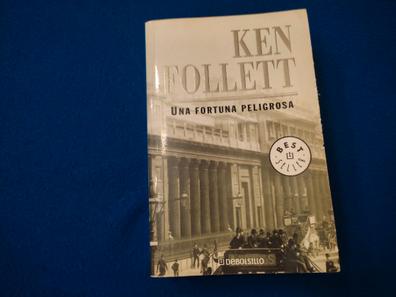 KEN
FOLLETT
UNA FORTUNA PELIGROSA
BEST
SELLER
DEBOLSILLO